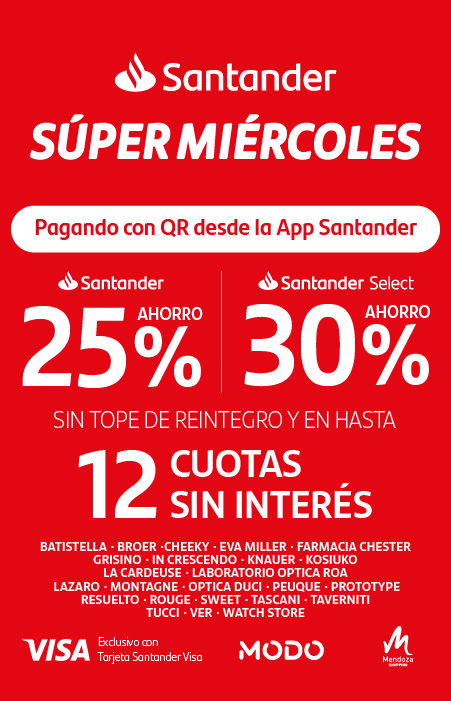 Santander
SÚPER MIÉRCOLES
Pagando con QR desde la App Santander
Santander
25%
AHORRO
Santander Select
30%
AHORRO
SIN TOPE DE REINTEGRO Y EN HASTA
12
CUOTAS
SIN INTERÉS
BATISTELLA · BROER ·CHEEKY · EVA MILLER · FARMACIA CHESTER
GRISINO · IN CRESCENDO · KNAUER · KOSIUKO
LA CARDEUSE · LABORATORIO OPTICA ROA
LAZARO · MONTAGNE · OPTICA DUCI · PEUQUE · PROTOTYPE
RESUELTO · ROUGE · SWEET · TASCANI · TAVERNITI
TUCCI · VER · WATCH STORE
VISA
Exclusivo con
Tarjeta Santander Visa
MODO
Mendoza
SHOPPING